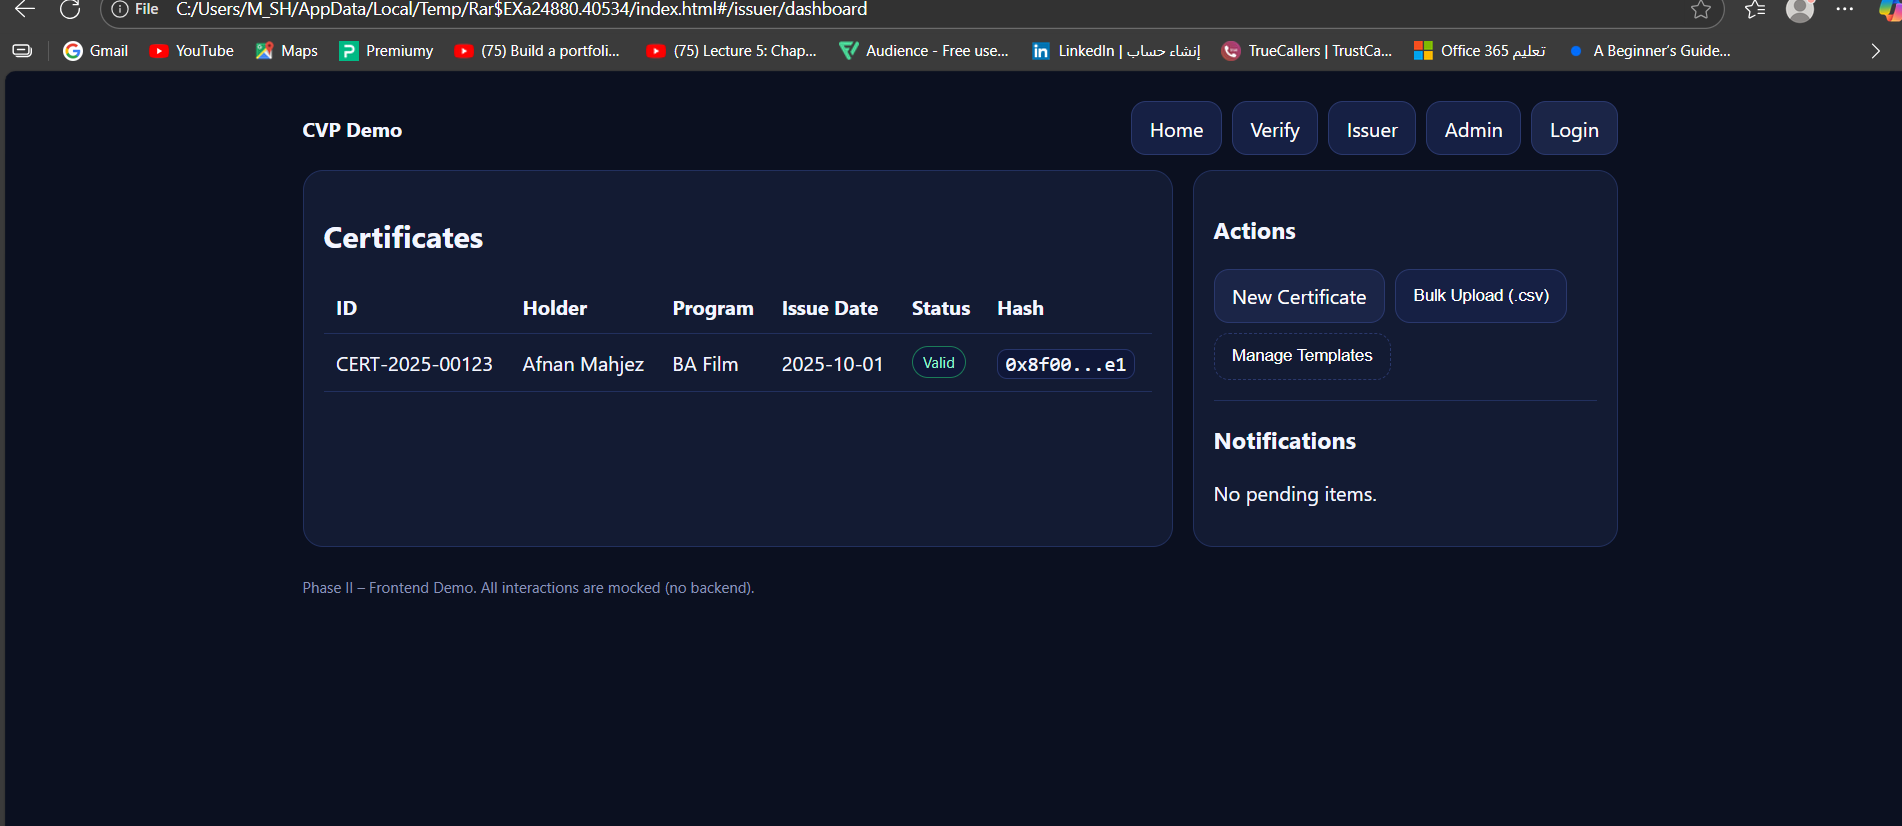 File C:/Users/M_SH/AppData/Local/Temp/Rar$EXa24880.40534/index.html#/issuer/dashboard
Gmail YouTube Maps Premiumy (75) Build a portfoli... (75) Lecture 5: Chap... Audience - Free use... LinkedIn | إنشاء حساب TrueCallers | TrustCa... Office 365 تعليم A Beginner's Guide...
CVP Demo Home Verify Issuer Admin Login
Certificates
ID Holder Program Issue Date Status Hash
CERT-2025-00123 Afnan Mahjez BA Film 2025-10-01 Valid 0x8f00...e1
Actions
New Certificate Bulk Upload (.csv)
Manage Templates
Notifications
No pending items.
Phase II – Frontend Demo. All interactions are mocked (no backend).